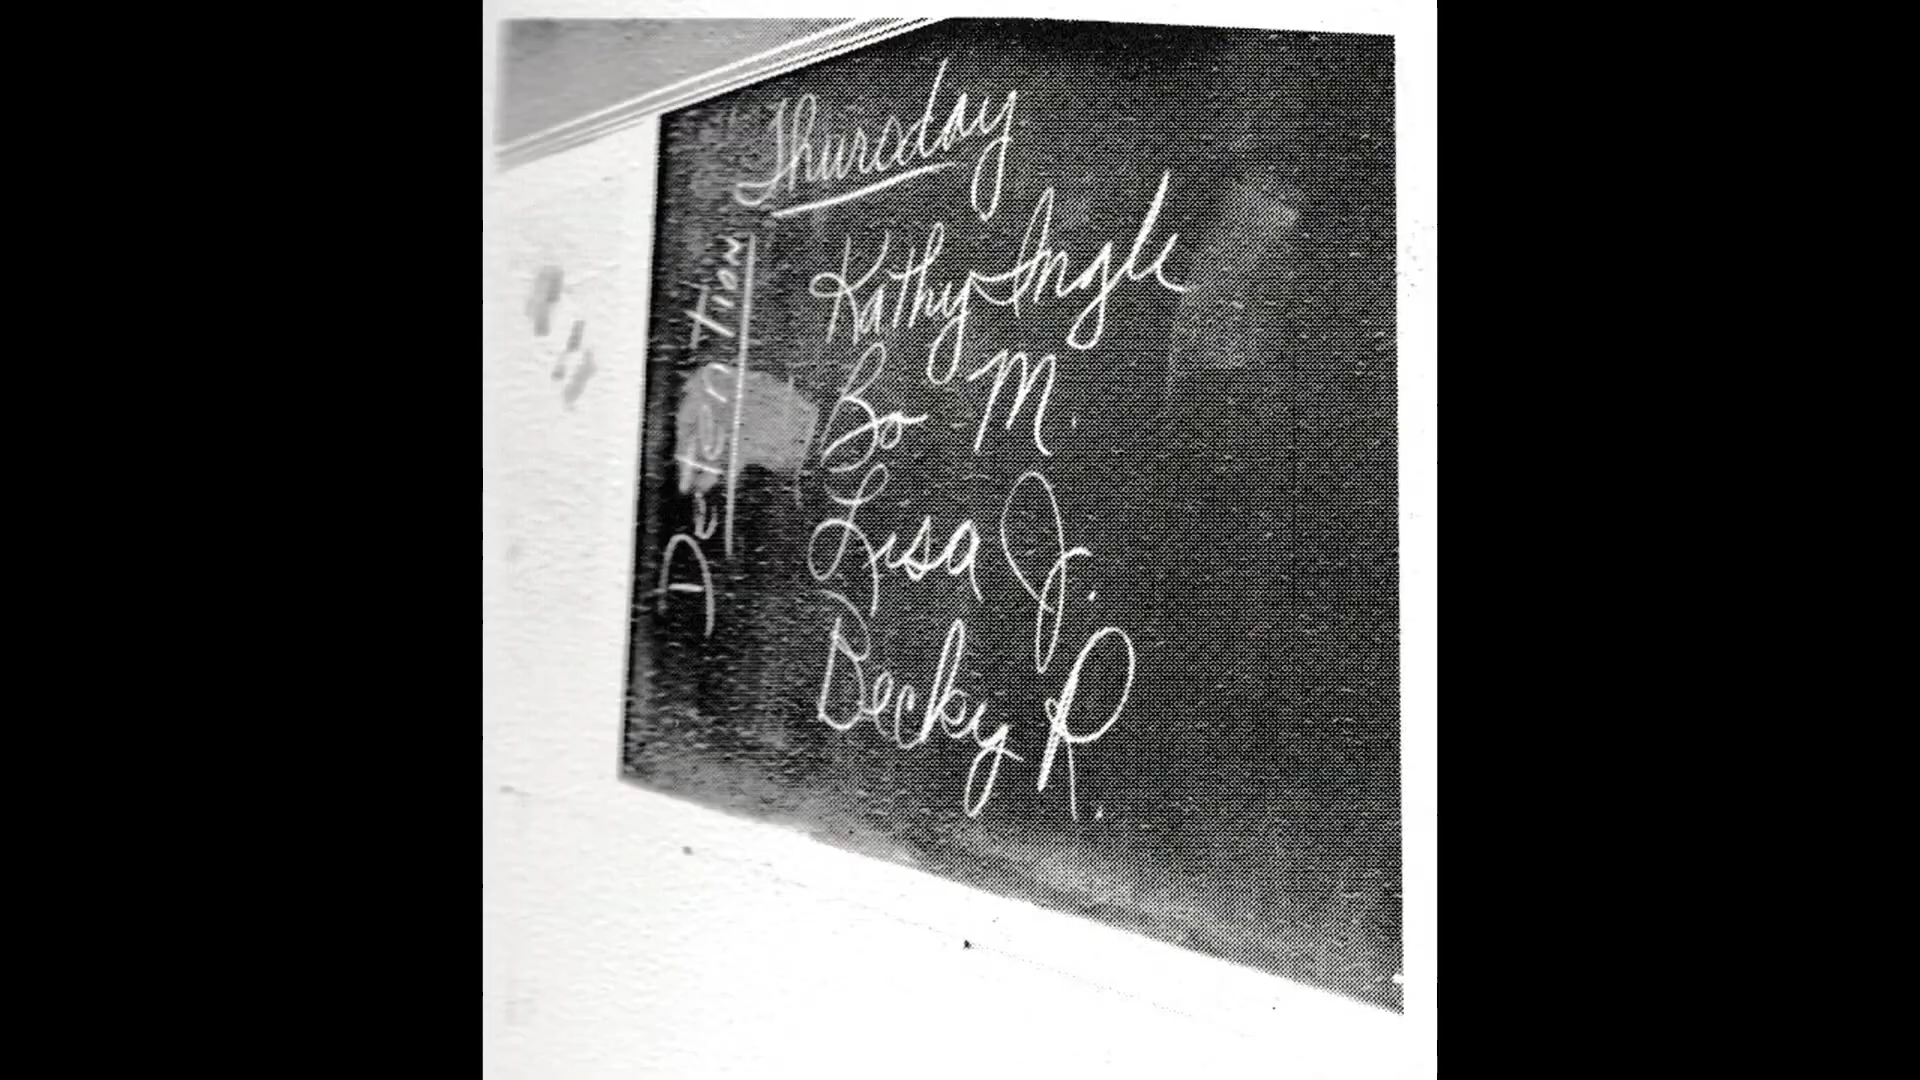 Thursday
Detention
Kathy Angle
Bo M.
Lisa J.
Becky R.